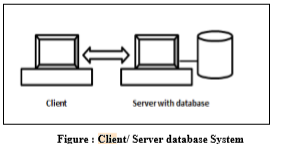 Client
Server with database
Figure : Client/ Server database System